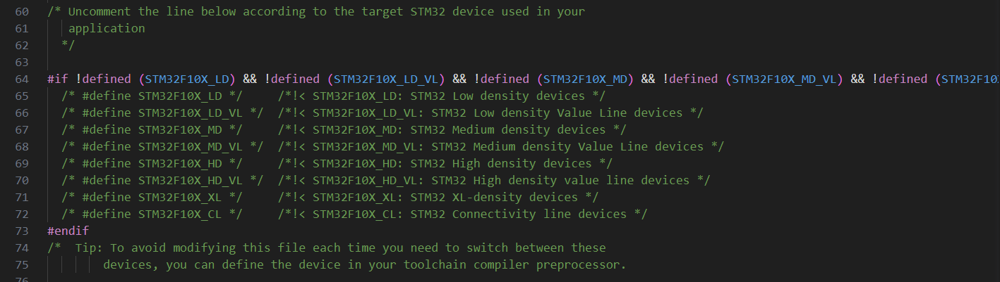 60 /* Uncomment the line below according to the target STM32 device used in your
61 application
62 */
63
64 #if !defined (STM32F10X_LD) && !defined (STM32F10X_LD_VL) && !defined (STM32F10X_MD) && !defined (STM32F10X_MD_VL) && !defined (STM32F10
65 /* #define STM32F10X_LD */ /*!< STM32F10X_LD: STM32 Low density devices */
66 /* #define STM32F10X_LD_VL */ /*!< STM32F10X_LD_VL: STM32 Low density Value Line devices */
67 /* #define STM32F10X_MD */ /*!< STM32F10X_MD: STM32 Medium density devices */
68 /* #define STM32F10X_MD_VL */ /*!< STM32F10X_MD_VL: STM32 Medium density Value Line devices */
69 /* #define STM32F10X_HD */ /*!< STM32F10X_HD: STM32 High density devices */
70 /* #define STM32F10X_HD_VL */ /*!< STM32F10X_HD_VL: STM32 High density value line devices */
71 /* #define STM32F10X_XL */ /*!< STM32F10X_XL: STM32 XL-density devices */
72 /* #define STM32F10X_CL */ /*!< STM32F10X_CL: STM32 Connectivity line devices */
73 #endif
74 /* Tip: To avoid modifying this file each time you need to switch between these
75 devices, you can define the device in your toolchain compiler preprocessor.
76